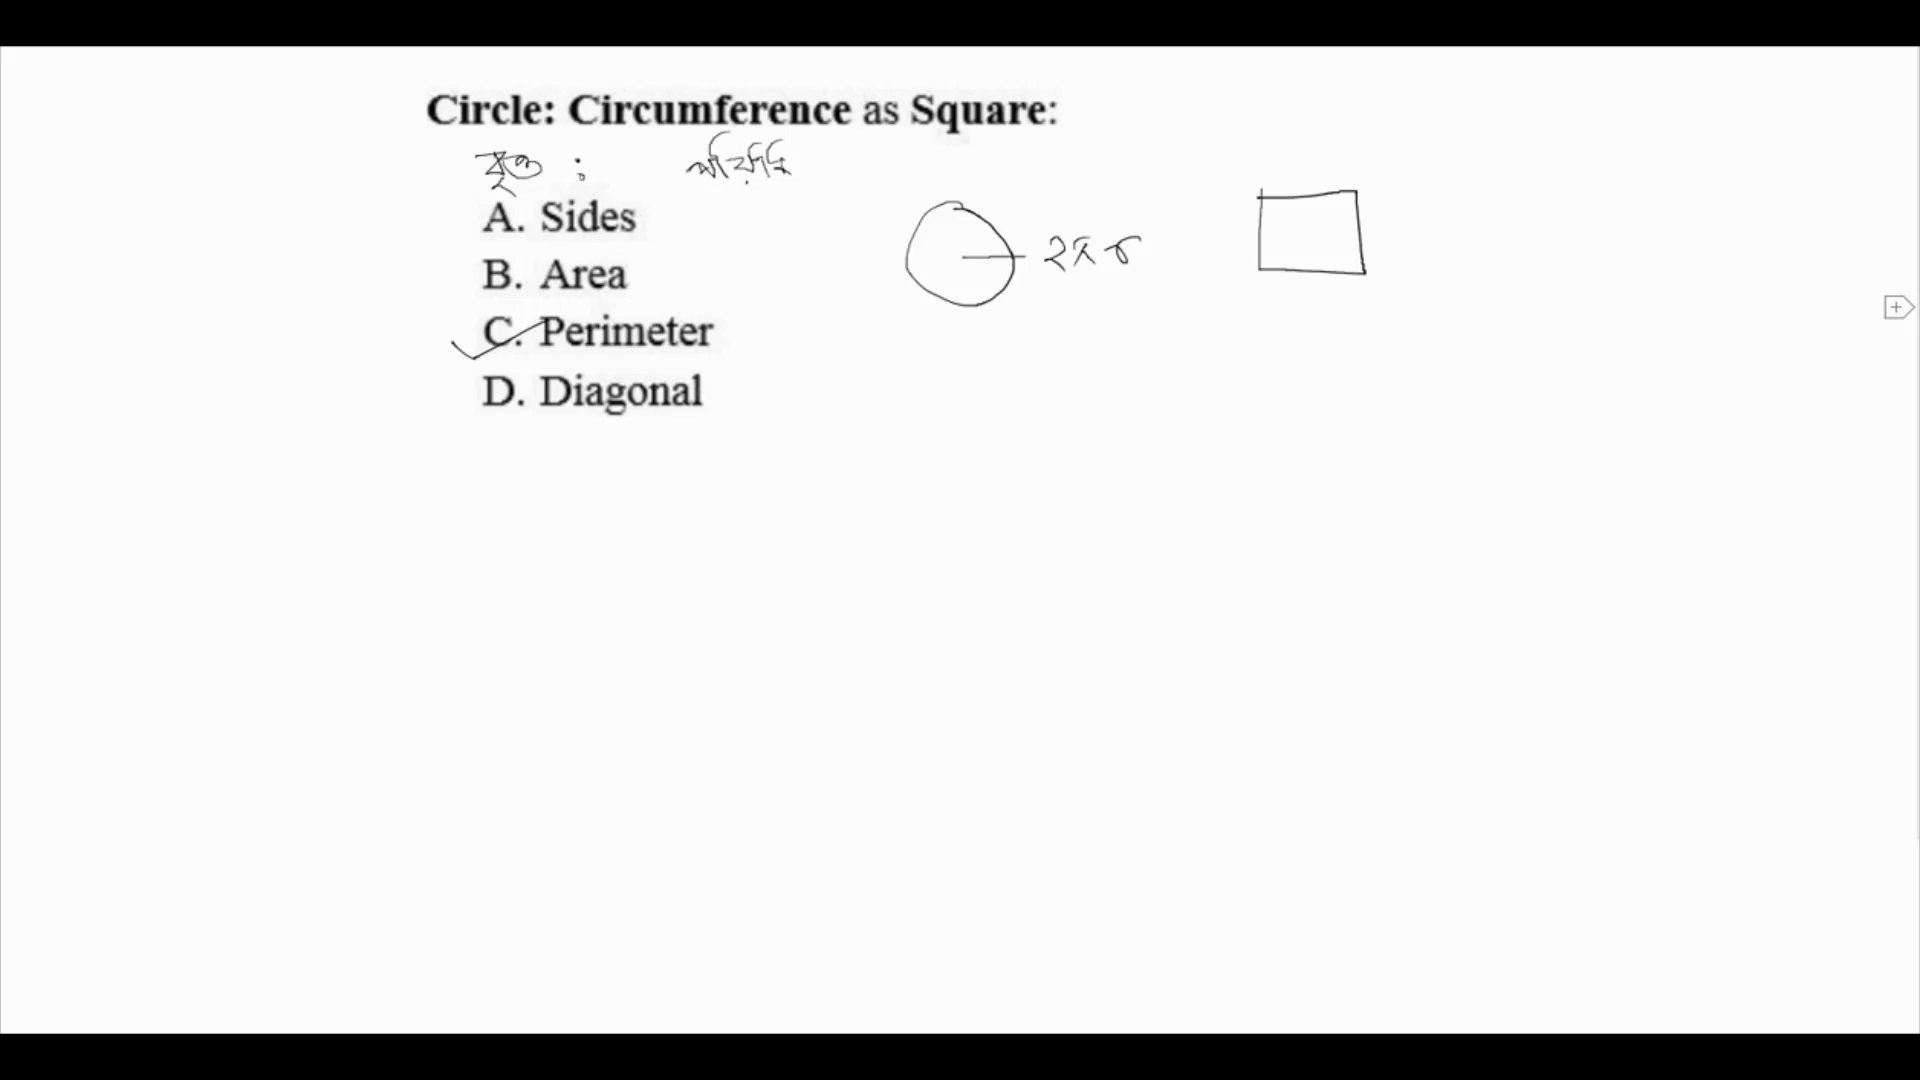 Circle: Circumference as Square:
বৃত্ত : পরিধি
A. Sides
B. Area
২πr
C. Perimeter
D. Diagonal